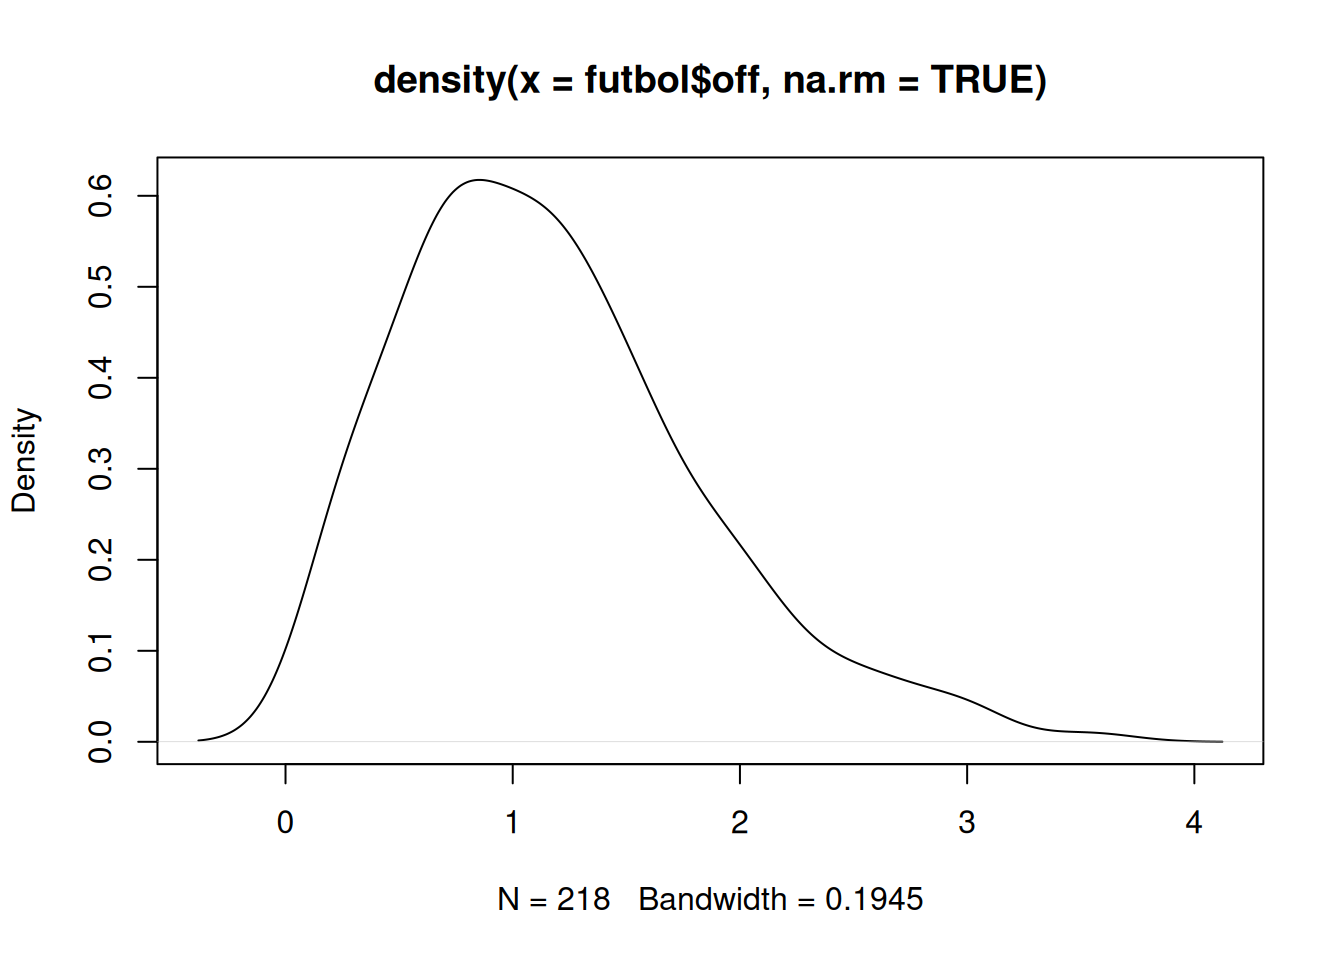 density(x = futbol$off, na.rm = TRUE)
Density
0.6
0.5
0.4
0.3
0.2
0.1
0.0
0 1 2 3 4
N = 218 Bandwidth = 0.1945